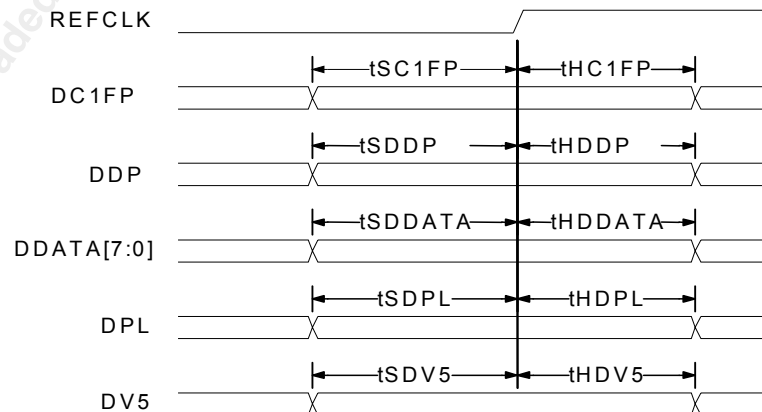 REFCLK
tSC1FP tHC1FP
DC1FP
tSDDP tHDDP
DDP
tSDDATA tHDDATA
DDATA[7:0]
tSDPL tHDPL
DPL
tSDV5 tHDV5
DV5